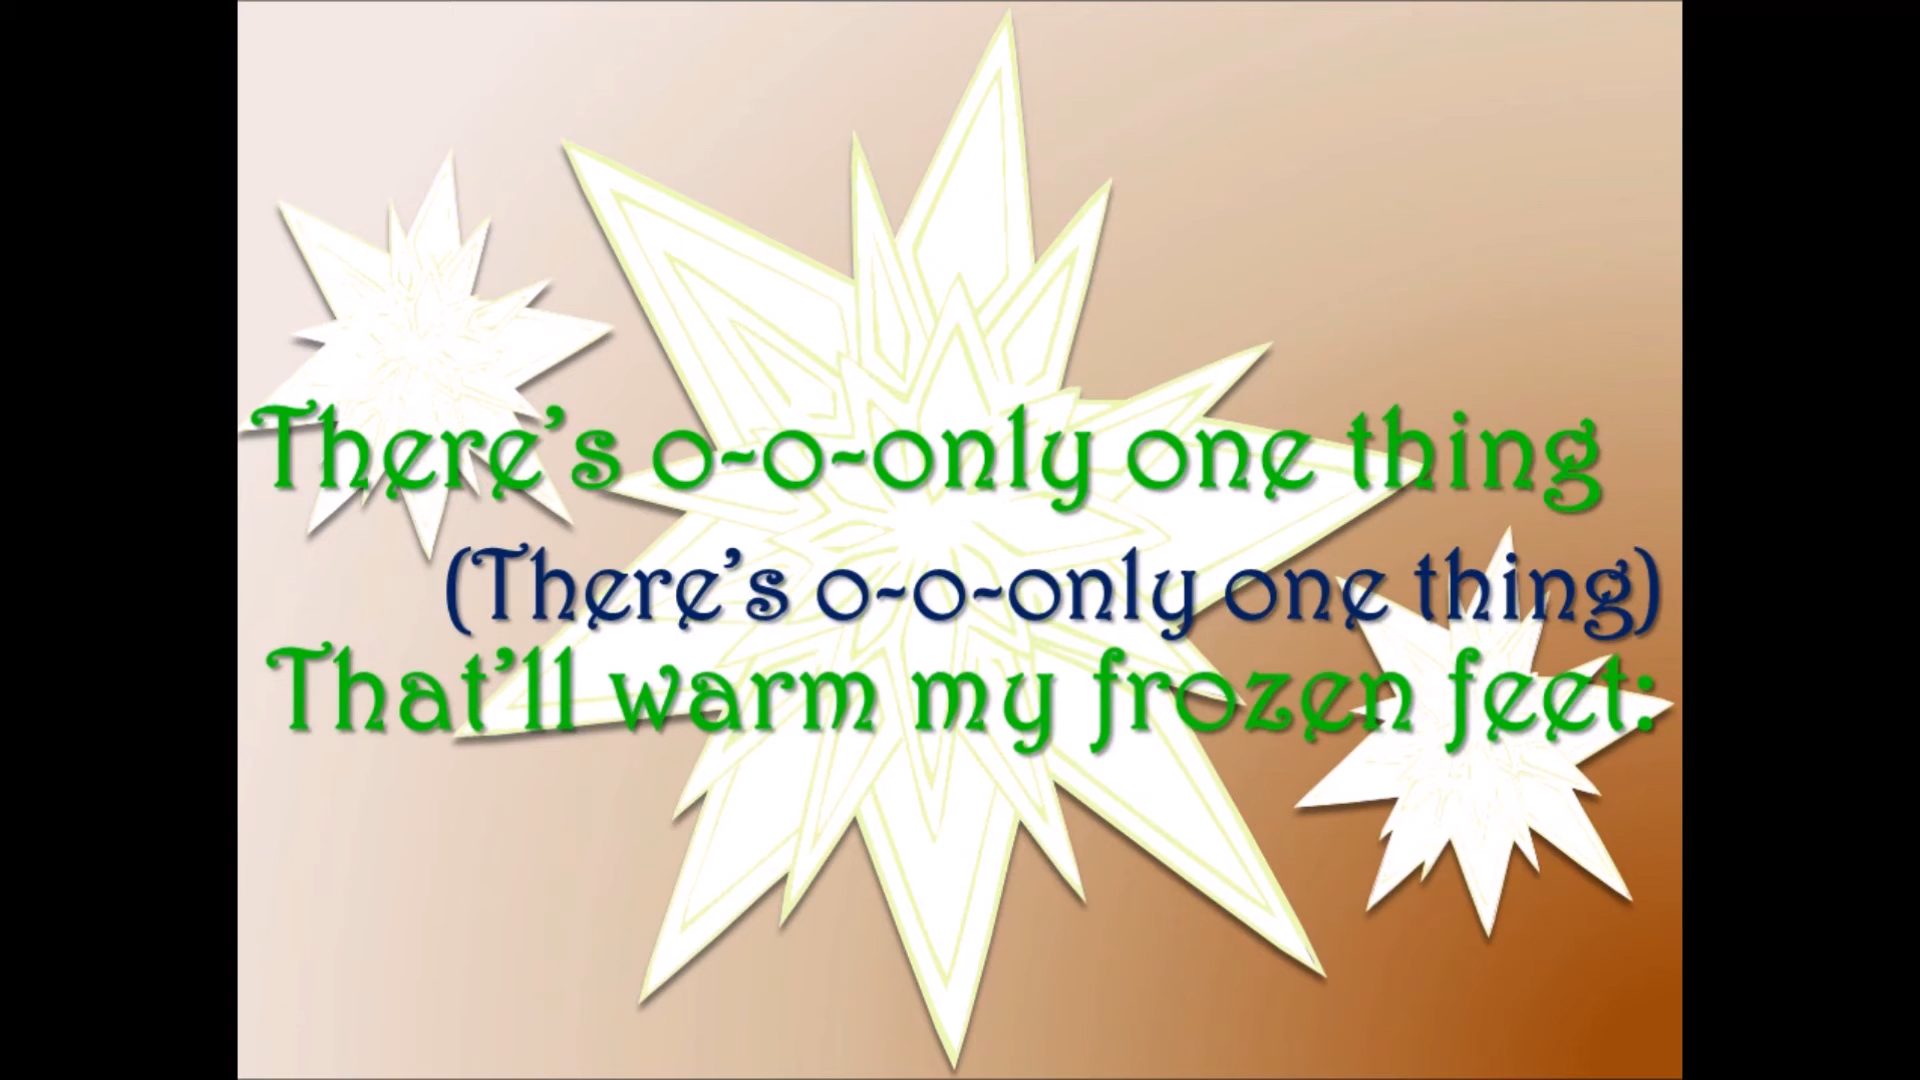 There's o-o-only one thing
(There's o-o-only one thing)
That'll warm my frozen feet: